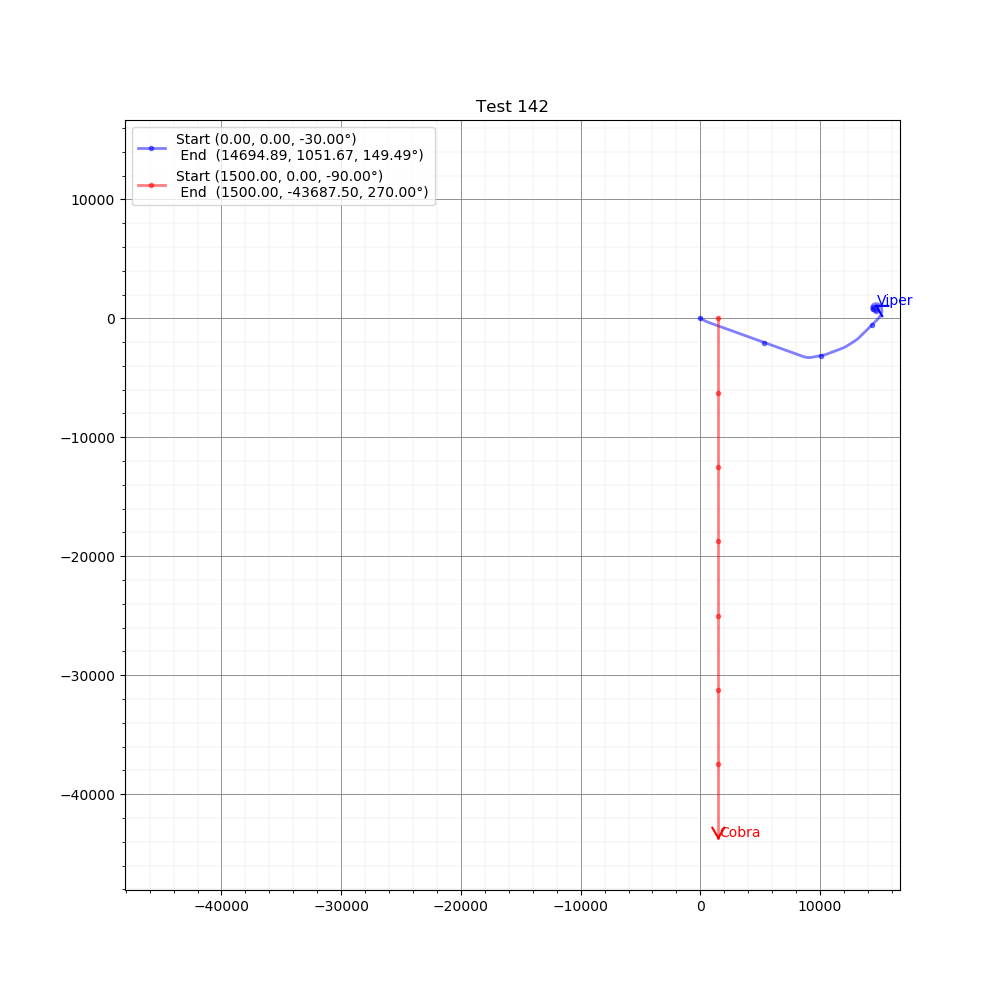 Test 142
Start (0.00, 0.00, -30.00°)
End (14694.89, 1051.67, 149.49°)
Start (1500.00, 0.00, -90.00°)
End (1500.00, -43687.50, 270.00°)
10000
0
−10000
−20000
−30000
−40000
Viper
Cobra
−40000
−30000
−20000
−10000
0
10000